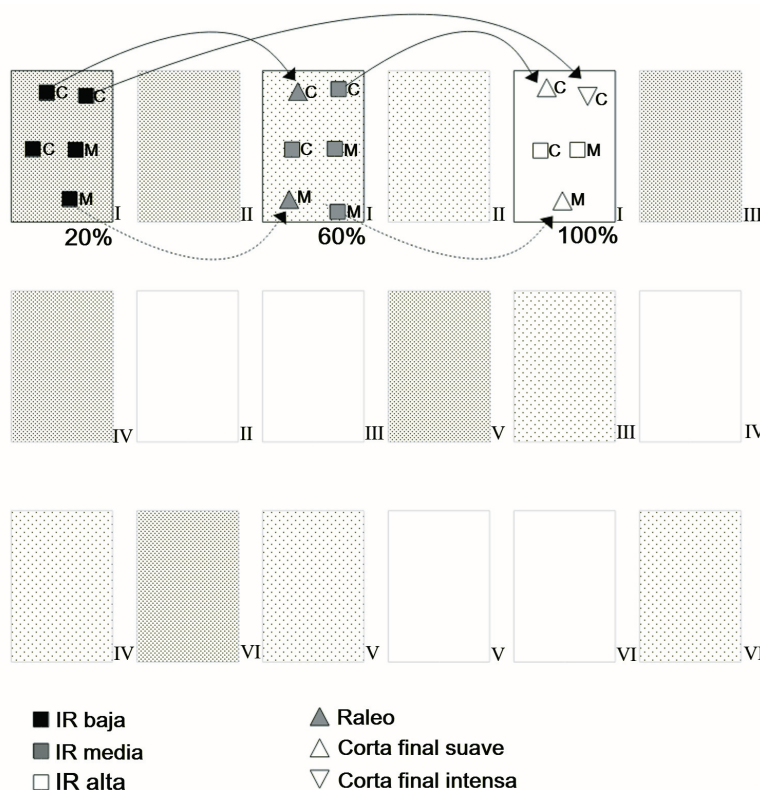 C C C C C C
C M C M C M
M M M M
I II I II I III
20% 60% 100%
IV II III V III IV
IV VI V V VI VI
IR baja Raleo
IR media Corta final suave
IR alta Corta final intensa